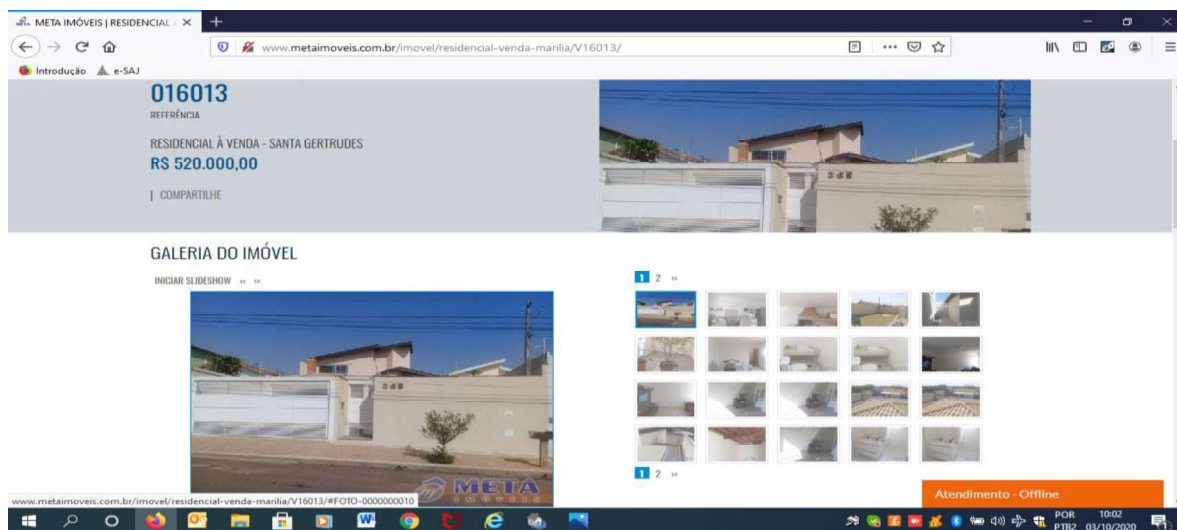 META IMÓVEIS | RESIDENCIAL
www.metaimoveis.com.br/imovel/residencial-venda-marilia/V16013/
Introdução e-SAJ
016013
REFERÊNCIA
RESIDENCIAL À VENDA - SANTA GERTRUDES
R$ 520.000,00
| COMPARTILHE
GALERIA DO IMÓVEL
INICIAR SLIDESHOW « »
1 2 »
META
IMÓVEIS
1 2 »
Atendimento - Offline
www.metaimoveis.com.br/imovel/residencial-venda-marilia/V16013/#FOTO-0000000010
POR 10:02
PTB2 03/10/2020